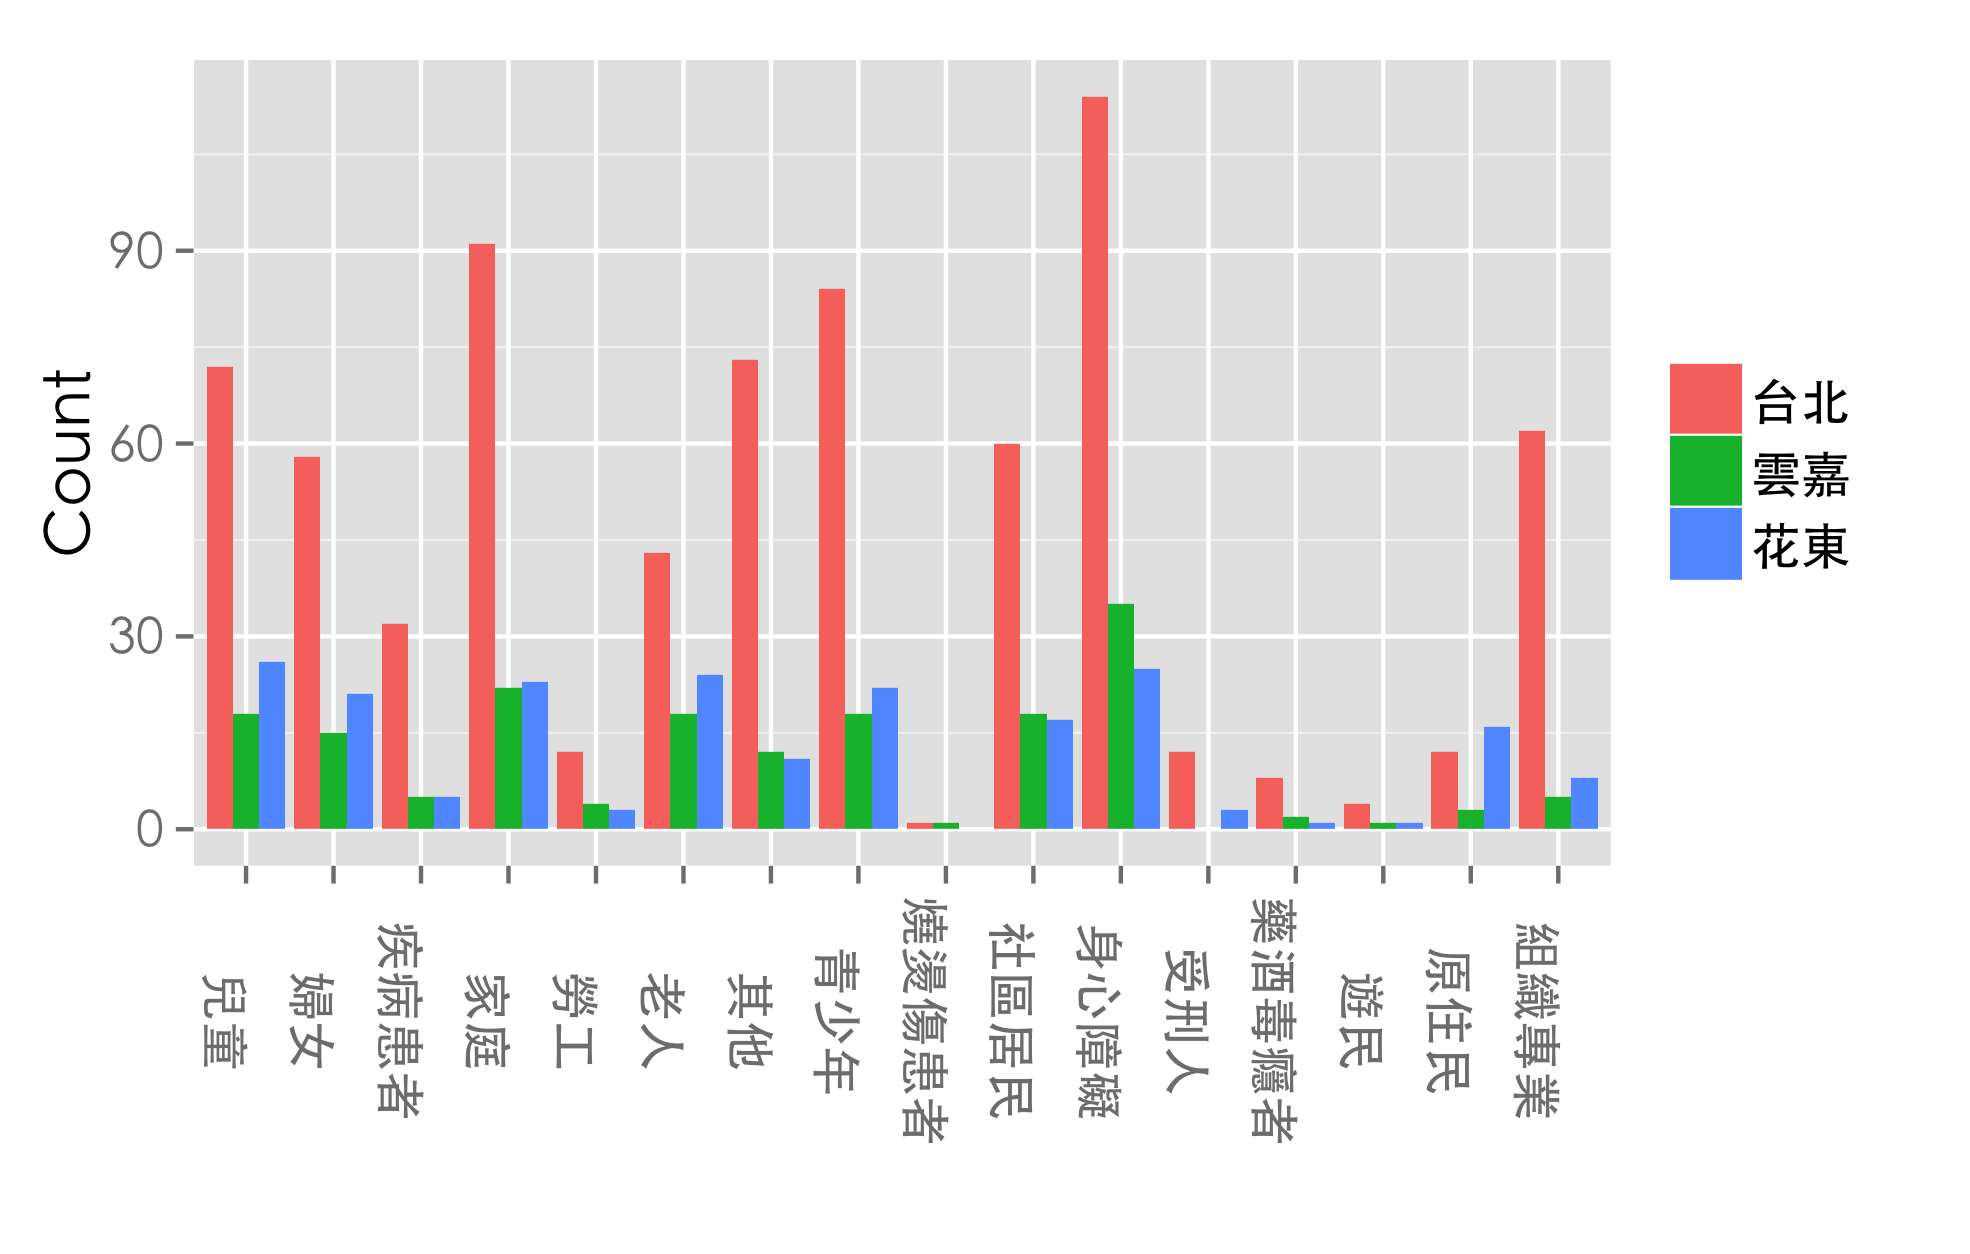 Count
90
60
30
0
兒童
婦女
疾病患者
家庭
勞工
老人
其他
青少年
燒燙傷患者
社區居民
身心障礙
受刑人
藥酒毒癮者
遊民
原住民
組織專業
台北
雲嘉
花東